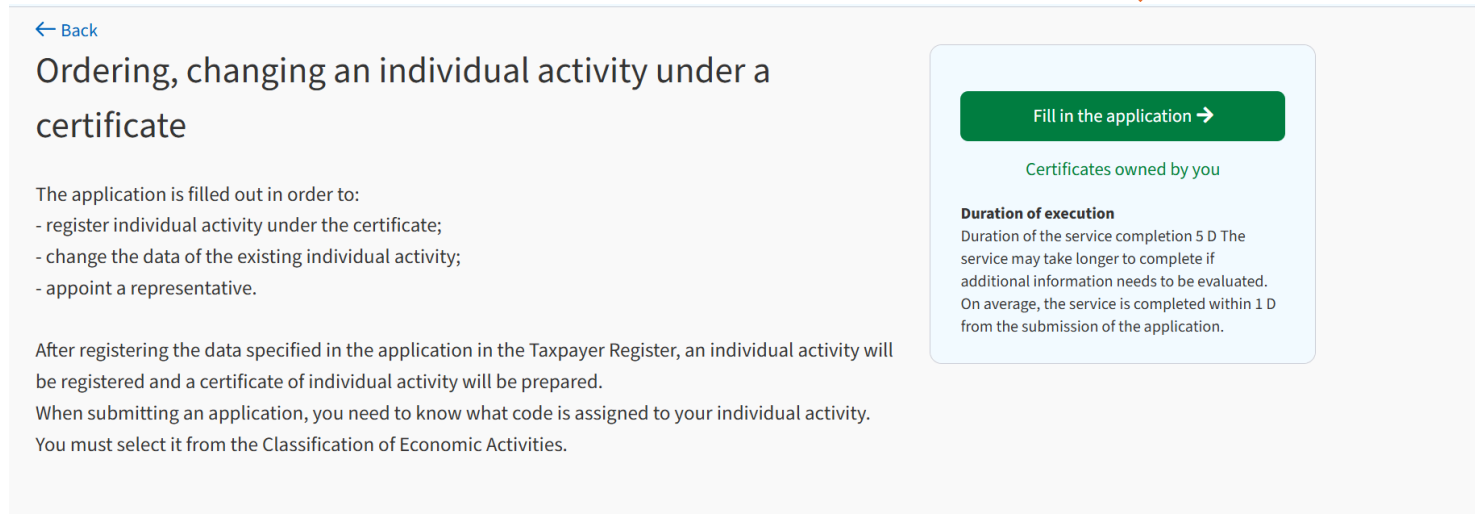 ← Back
Ordering, changing an individual activity under a
certificate
The application is filled out in order to:
- register individual activity under the certificate;
- change the data of the existing individual activity;
- appoint a representative.
After registering the data specified in the application in the Taxpayer Register, an individual activity will
be registered and a certificate of individual activity will be prepared.
When submitting an application, you need to know what code is assigned to your individual activity.
You must select it from the Classification of Economic Activities.
Fill in the application →
Certificates owned by you
Duration of execution
Duration of the service completion 5 D The
service may take longer to complete if
additional information needs to be evaluated.
On average, the service is completed within 1 D
from the submission of the application.